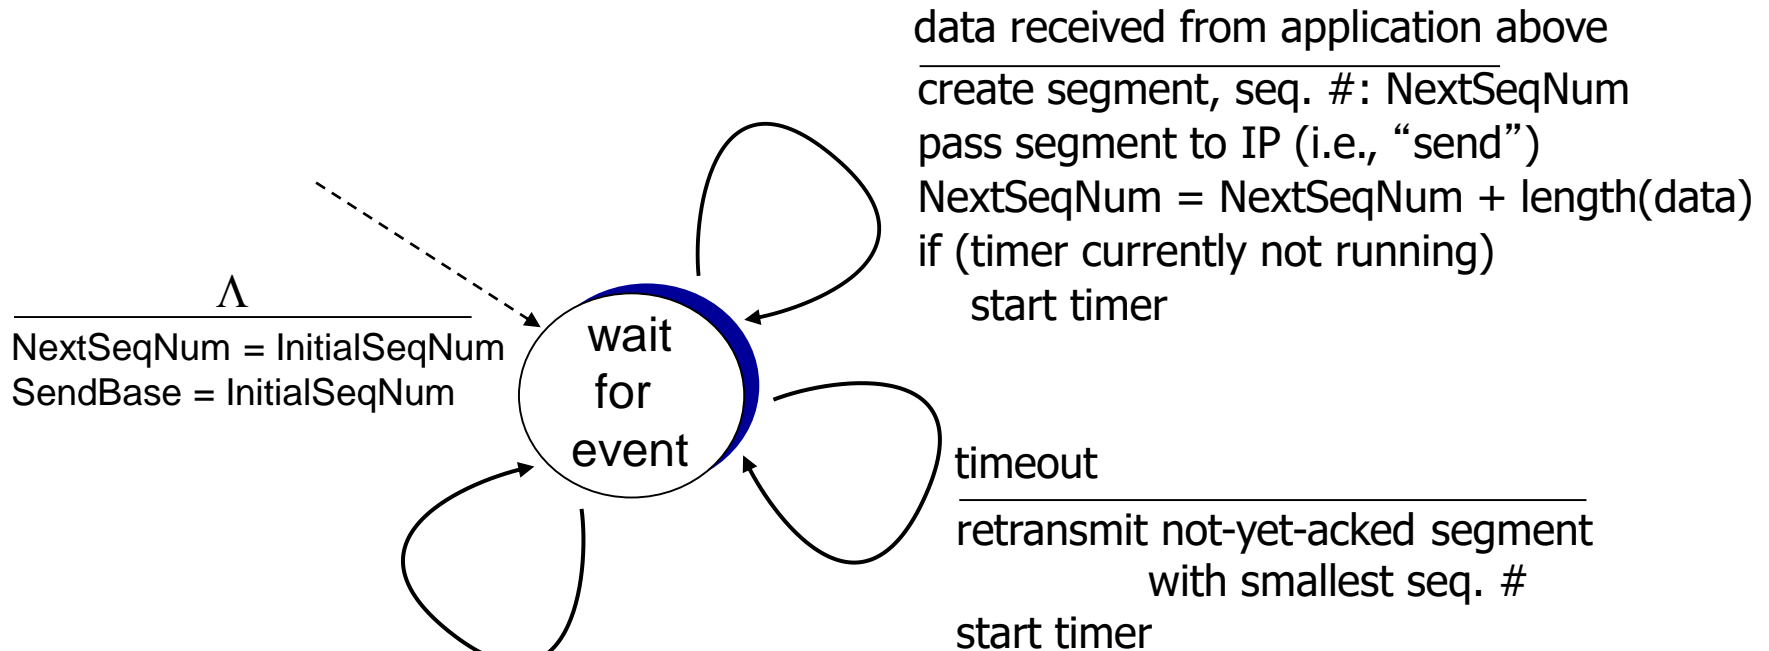 data received from application above
create segment, seq. #: NextSeqNum
pass segment to IP (i.e., “send”)
NextSeqNum = NextSeqNum + length(data)
if (timer currently not running)
start timer
Λ
NextSeqNum = InitialSeqNum
SendBase = InitialSeqNum
wait
for
event
timeout
retransmit not-yet-acked segment
with smallest seq. #
start timer